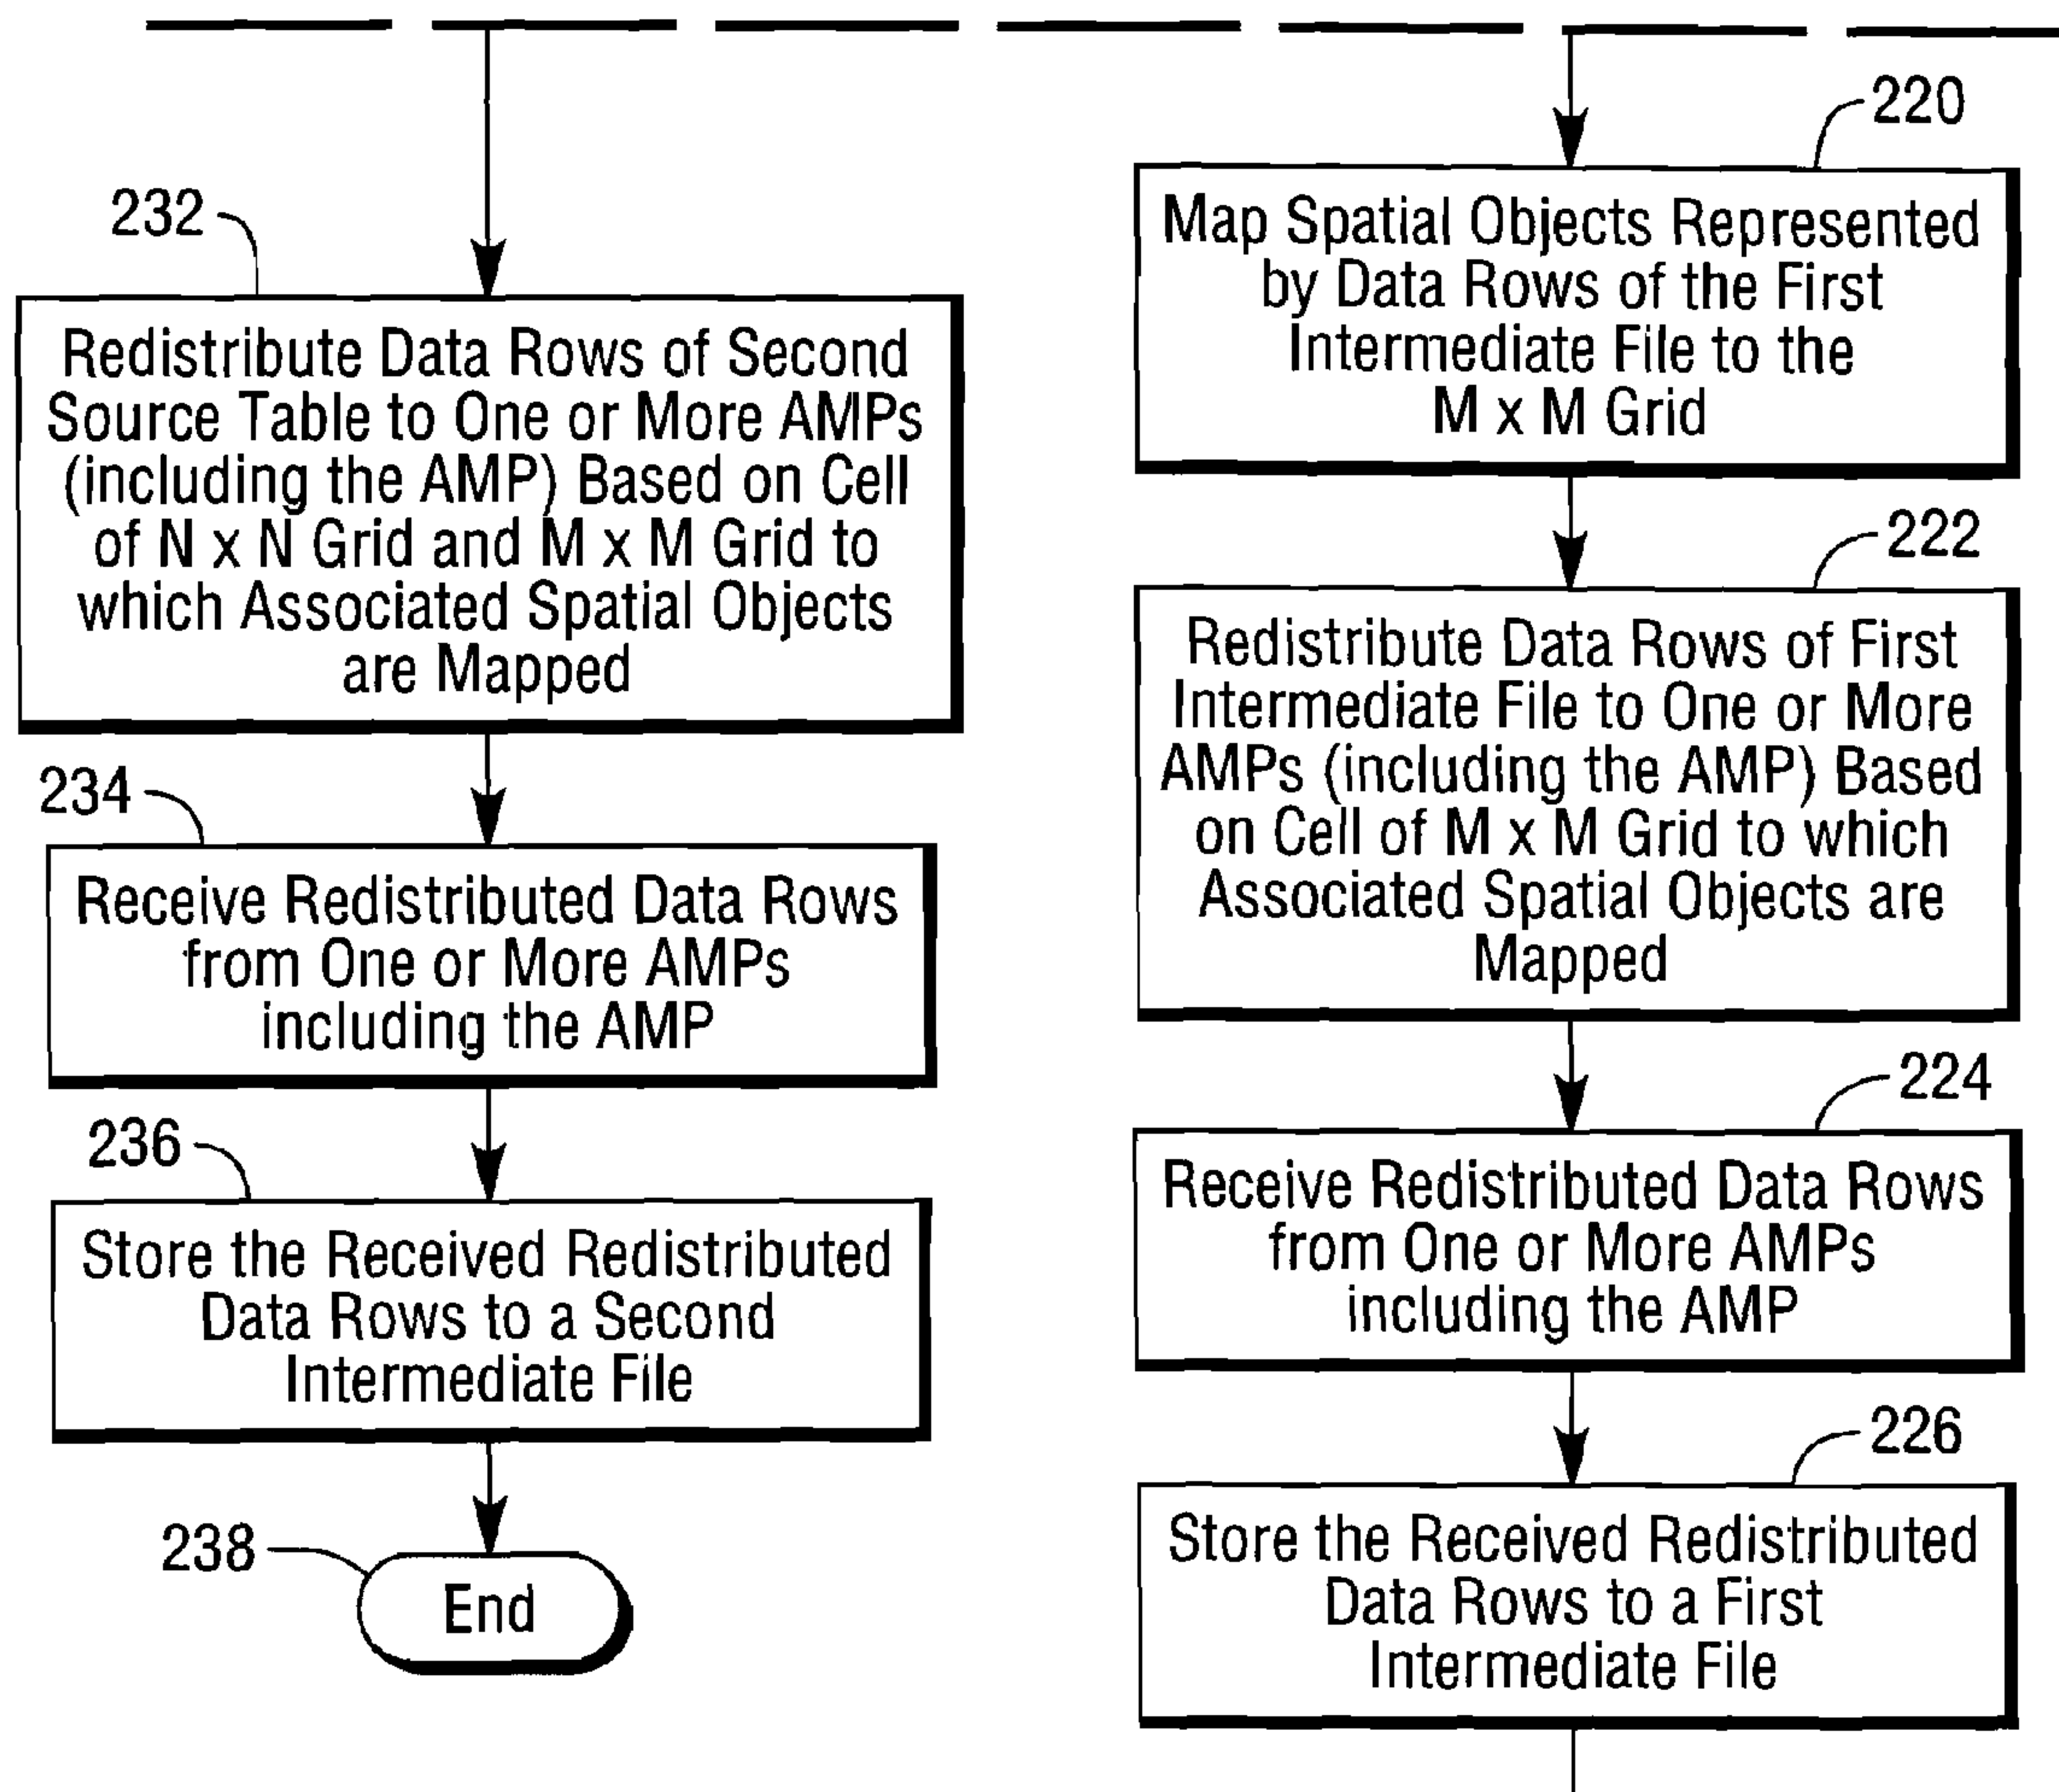 232
Redistribute Data Rows of Second
Source Table to One or More AMPs
(including the AMP) Based on Cell
of N x N Grid and M x M Grid to
which Associated Spatial Objects
are Mapped
234
Receive Redistributed Data Rows
from One or More AMPs
including the AMP
236
Store the Received Redistributed
Data Rows to a Second
Intermediate File
238
End
220
Map Spatial Objects Represented
by Data Rows of the First
Intermediate File to the
M x M Grid
222
Redistribute Data Rows of First
Intermediate File to One or More
AMPs (including the AMP) Based
on Cell of M x M Grid to which
Associated Spatial Objects are
Mapped
224
Receive Redistributed Data Rows
from One or More AMPs
including the AMP
226
Store the Received Redistributed
Data Rows to a First
Intermediate File